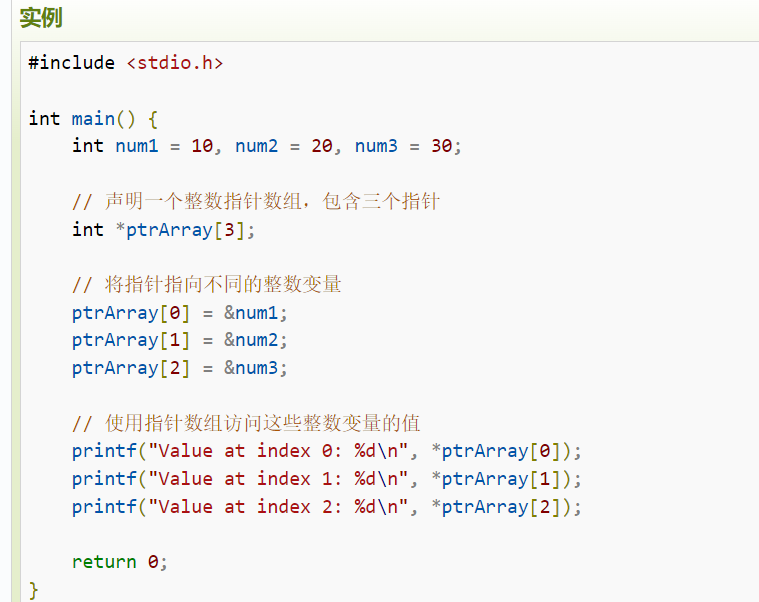 实例
#include <stdio.h>
int main() {
    int num1 = 10, num2 = 20, num3 = 30;
    // 声明一个整数指针数组，包含三个指针
    int *ptrArray[3];
    // 将指针指向不同的整数变量
    ptrArray[0] = &num1;
    ptrArray[1] = &num2;
    ptrArray[2] = &num3;
    // 使用指针数组访问这些整数变量的值
    printf("Value at index 0: %d\n", *ptrArray[0]);
    printf("Value at index 1: %d\n", *ptrArray[1]);
    printf("Value at index 2: %d\n", *ptrArray[2]);
    return 0;
}